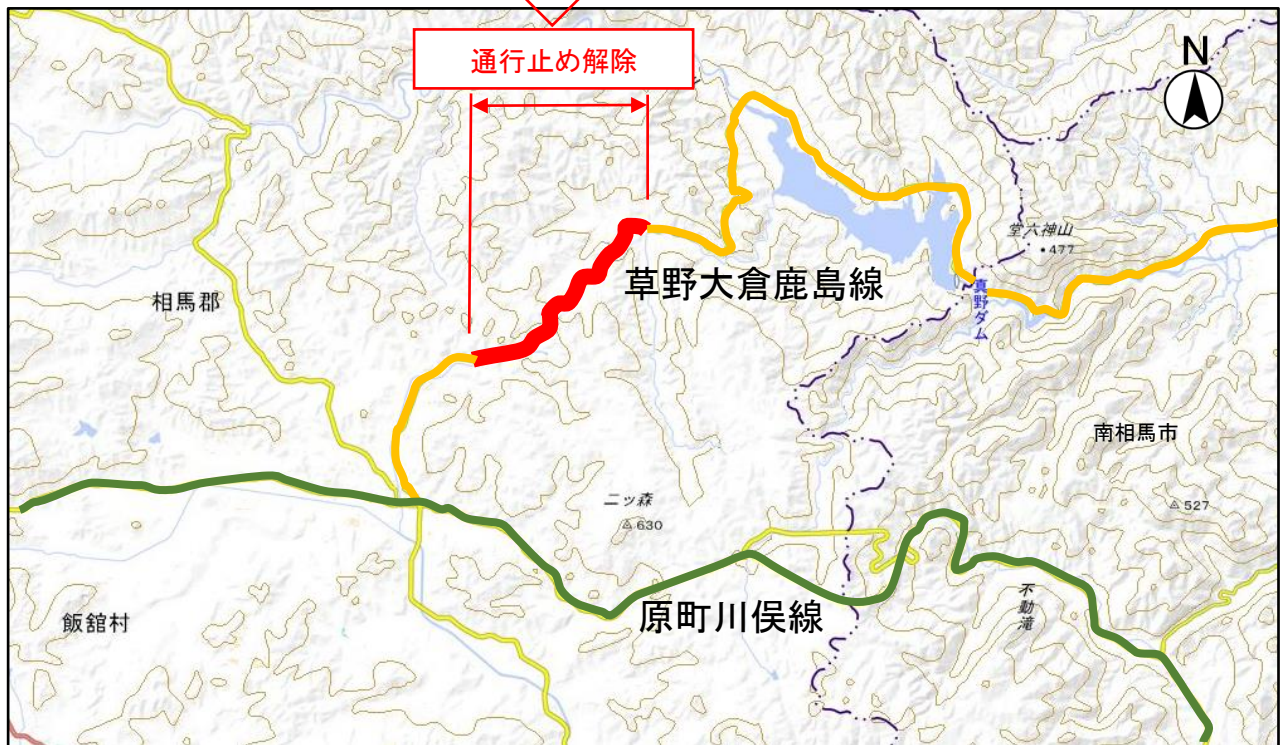 通行止め解除
N
堂六神山
・477
草野大倉鹿島線
真野ダム
相馬郡
南相馬市
二ッ森
△ 630
△ 527
不動滝
原町川俣線
飯舘村